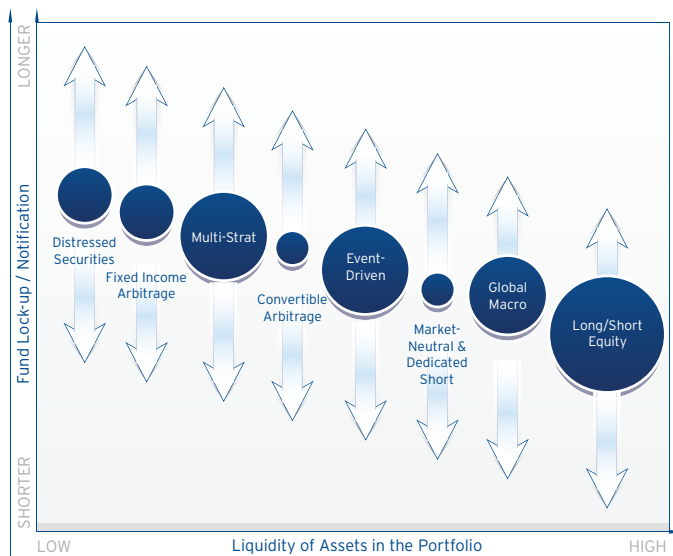 LONGER
Fund Lock-up / Notification
SHORTER
Distressed
Securities
Fixed Income
Arbitrage
Multi-Strat
Convertible
Arbitrage
Event-
Driven
Market-
Neutral &
Dedicated
Short
Global
Macro
Long/Short
Equity
LOW
Liquidity of Assets in the Portfolio
HIGH